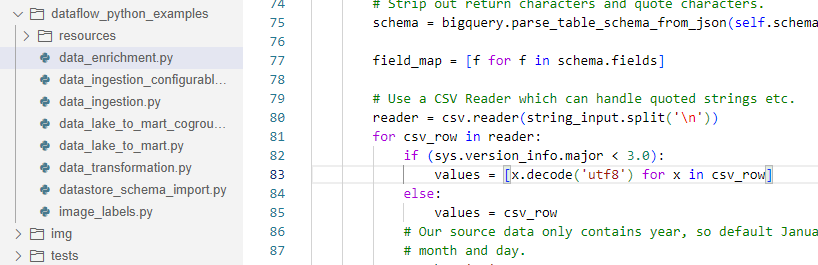 dataflow_python_examples
resources
data_enrichment.py
data_ingestion_configurabl...
data_ingestion.py
data_lake_to_mart_cogrou...
data_lake_to_mart.py
data_transformation.py
datastore_schema_import.py
image_labels.py
img
tests
74 # Strip out return characters and quote characters.
75 schema = bigquery.parse_table_schema_from_json(self.schema
76
77 field_map = [f for f in schema.fields]
78
79 # Use a CSV Reader which can handle quoted strings etc.
80 reader = csv.reader(string_input.split('\n'))
81 for csv_row in reader:
82 if (sys.version_info.major < 3.0):
83 values = [x.decode('utf8') for x in csv_row]
84 else:
85 values = csv_row
86 # Our source data only contains year, so default Janua
87 # month and day.